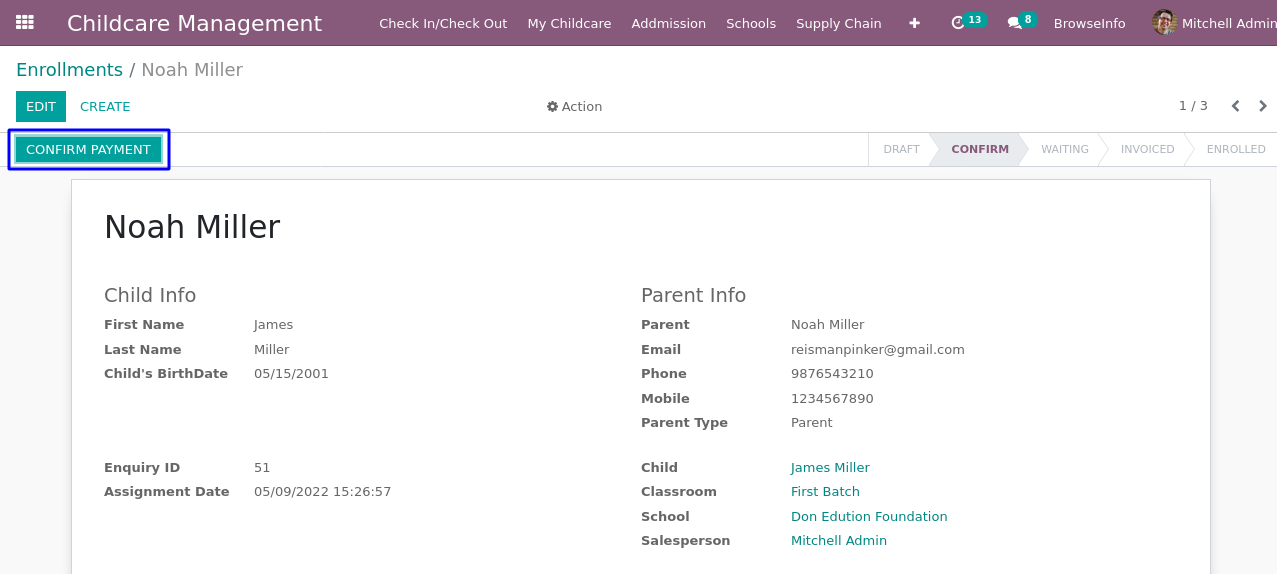 Childcare Management Check In/Check Out My Childcare Admission Schools Supply Chain 13 8 BrowseInfo Mitchell Admin
Enrollments / Noah Miller
EDIT CREATE Action 1 / 3
CONFIRM PAYMENT DRAFT CONFIRM WAITING INVOICED ENROLLED
Noah Miller
Child Info Parent Info
First Name James Parent Noah Miller
Last Name Miller Email reismanpinker@gmail.com
Child's BirthDate 05/15/2001 Phone 9876543210
Mobile 1234567890
Parent Type Parent
Enquiry ID 51 Child James Miller
Assignment Date 05/09/2022 15:26:57 Classroom First Batch
School Don Edution Foundation
Salesperson Mitchell Admin